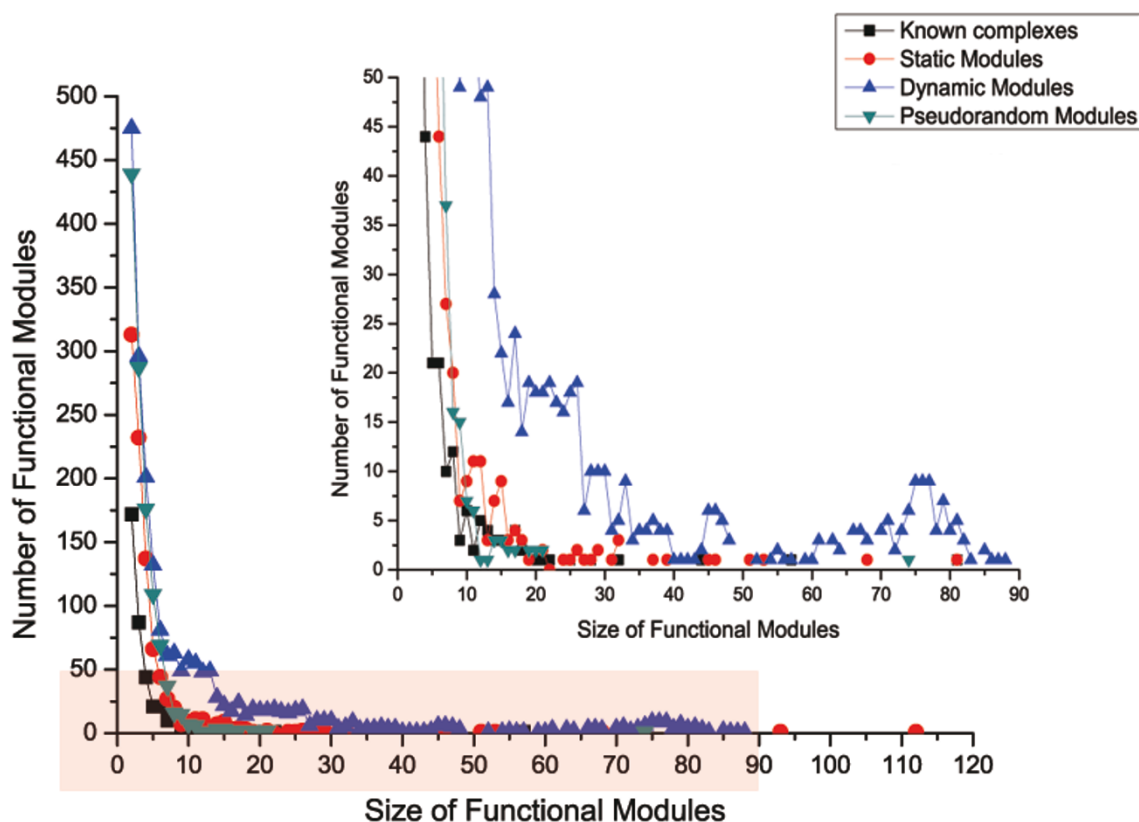 Known complexes
Static Modules
Dynamic Modules
Pseudorandom Modules
50
45
40
35
30
25
20
15
10
5
0
Number of Functional Modules
0 10 20 30 40 50 60 70 80 90
Size of Functional Modules
500
450
400
350
300
250
200
150
100
50
0
Number of Functional Modules
0 10 20 30 40 50 60 70 80 90 100 110 120
Size of Functional Modules